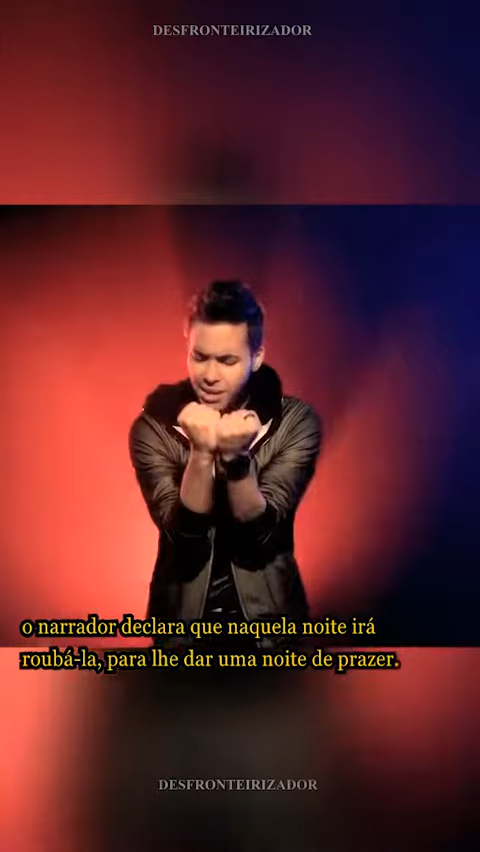 DESFRONTEIRIZADOR
o narrador declara que naquela noite irá
roubá-la, para lhe dar uma noite de prazer.
DESFRONTEIRIZADOR